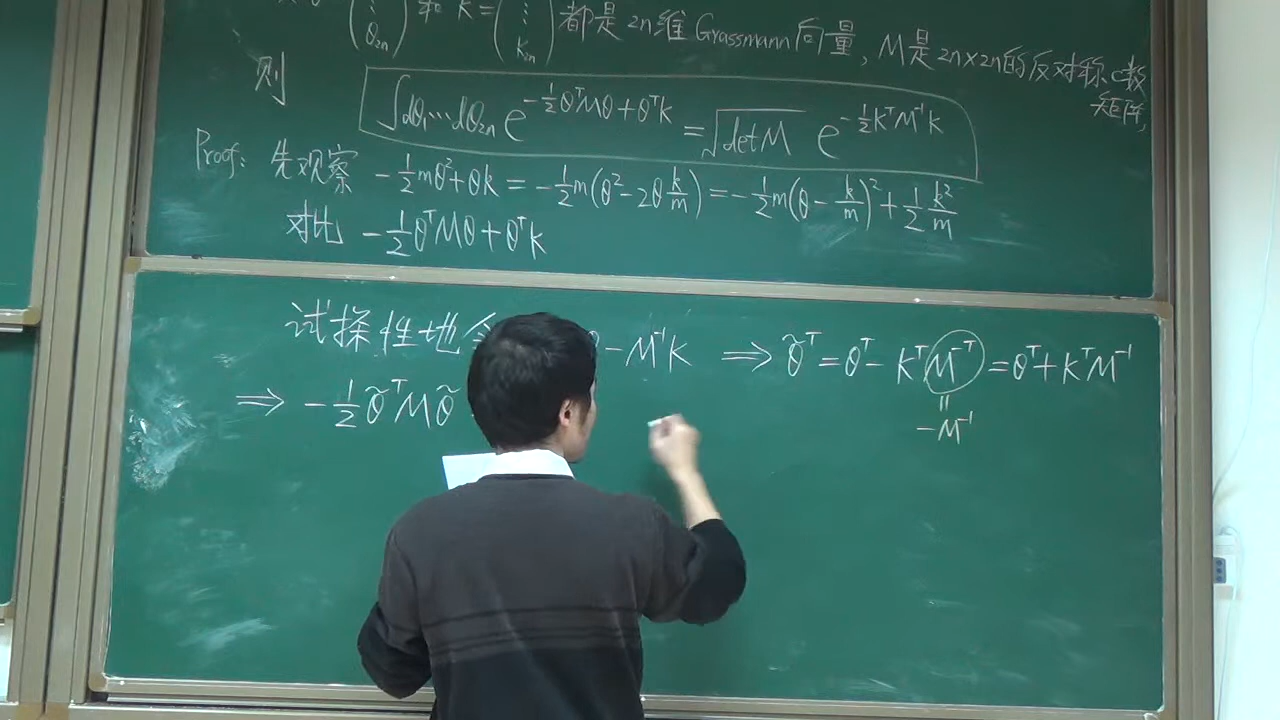 (⋮ θ₂ₙ) 和 K = (⋮ K₂ₙ) 都是 2n维 Grassmann向量, M是 2n×2n的反对称 c数
矩阵,
则
∫dθ₁⋯dθ₂ₙ e^{-½θᵀMθ+θᵀK} = √(det M) e^{-½KᵀM⁻¹K}
Proof: 先观察 -½mθ²+θk = -½m(θ²-2θ k/m) = -½m(θ - k/m)² + ½ k²/m
对比 -½θᵀMθ+θᵀK
试探性地令 θ - M⁻¹K ⟹ θ̃ᵀ = θᵀ - KᵀM⁻ᵀ = θᵀ + KᵀM⁻¹
⟹ -½θ̃ᵀMθ̃
॥
-M⁻¹